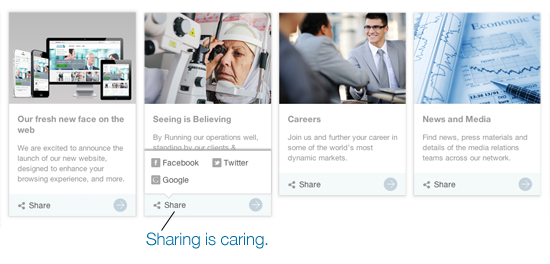 Our fresh new face on the
web
We are excited to announce the
launch of our new website,
designed to enhance your
browsing experience, and more.
Share
Seeing is Believing
By Running our operations well,
standing by our clients &
Facebook
Twitter
Google
Share
Careers
Join us and further your career in
some of the world's most
dynamic markets.
Share
News and Media
Find news, press materials and
details of the media relations
teams across our network.
Share
Economic
Sharing is caring.